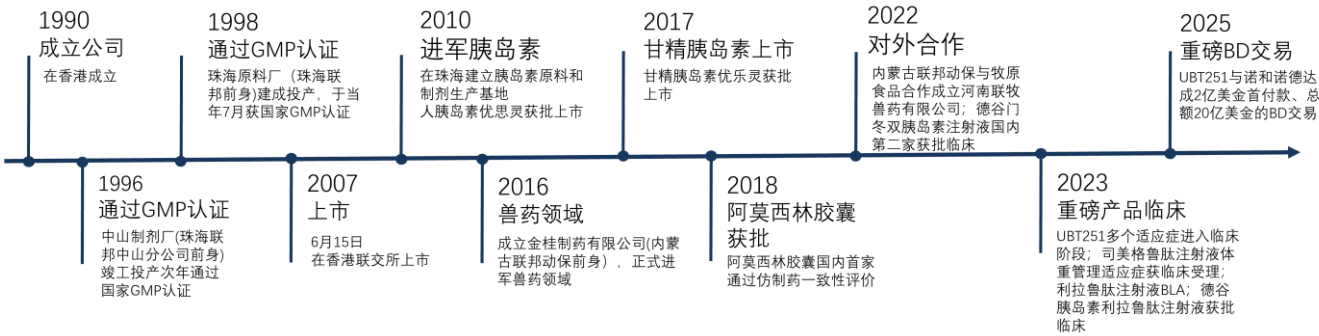 1990
成立公司
在香港成立
1996
通过GMP认证
中山制剂厂(珠海联
邦中山分公司前身)
竣工投产次年通过
国家GMP认证
1998
通过GMP认证
珠海原料厂（珠海联
邦前身)建成投产，于当
年7月获国家GMP认证
2007
上市
6月15日
在香港联交所上市
2010
进军胰岛素
在珠海建立胰岛素原料和
制剂生产基地
人胰岛素优思灵获批上市
2016
兽药领域
成立金桂制药有限公司(内蒙
古联邦动保前身），正式进
军兽药领域
2017
甘精胰岛素上市
甘精胰岛素优乐灵获批
上市
2018
阿莫西林胶囊
获批
阿莫西林胶囊国内首家
通过仿制药一致性评价
2022
对外合作
内蒙古联邦动保与牧原
食品合作成立河南联牧
兽药有限公司；德谷门
冬双胰岛素注射液国内
第二家获批临床
2023
重磅产品临床
UBT251多个适应症进入临床
阶段；司美格鲁肽注射液体
重管理适应症获临床受理；
利拉鲁肽注射液BLA；德谷
胰岛素利拉鲁肽注射液获批
临床
2025
重磅BD交易
UBT251与诺和诺德达
成2亿美金首付款、总
额20亿美金的BD交易